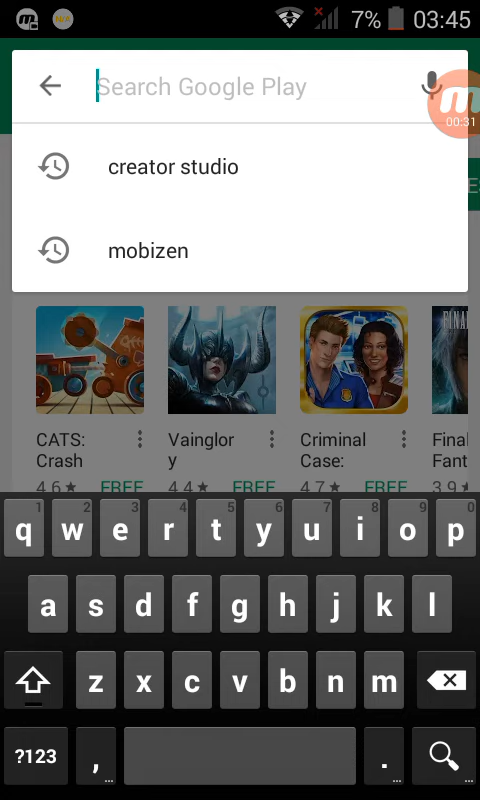 N/A 7% 03:45
Search Google Play
00:31
creator studio
mobizen
FINAL
CATS: Crash
Vainglory
Criminal Case:
Final Fant
4.6★ FREE
4.4★ FREE
4.7★ FREE
3.9★
1 2 3 4 5 6 7 8 9 0
q w e r t y u i o p
a s d f g h j k l
z x c v b n m
?123 , ... . ...